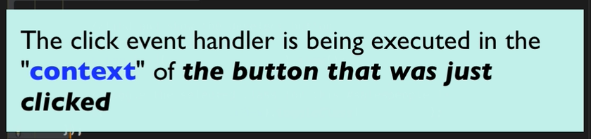 The click event handler is being executed in the
"context" of the button that was just
clicked